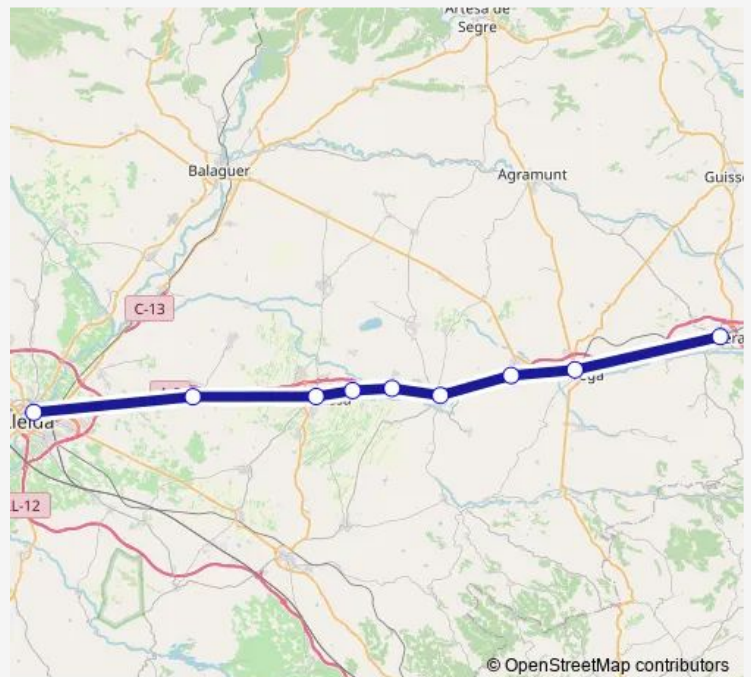 Artesa de
Segre
Balaguer
Agramunt
Guisso
C-13
Lleida
L-12
© OpenStreetMap contributors